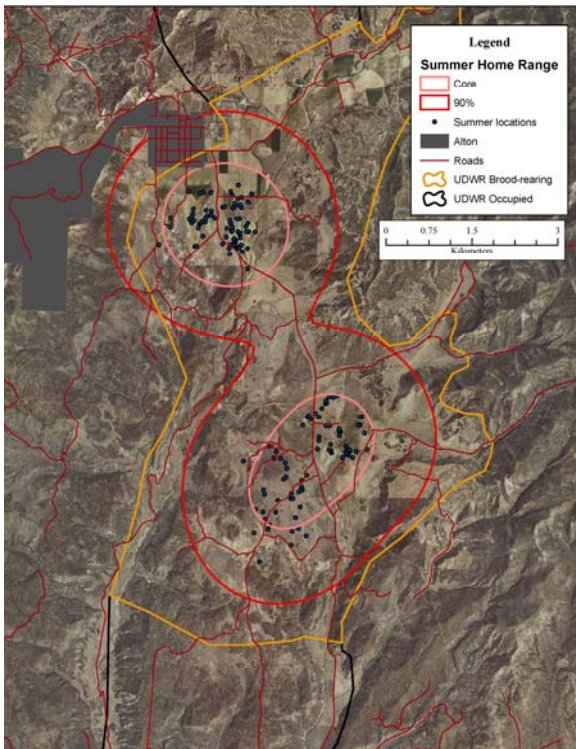 Legend
Summer Home Range
Core
90%
Summer locations
Alton
Roads
UDWR Brood-rearing
UDWR Occupied
0 0.75 1.5 3
Kilometers